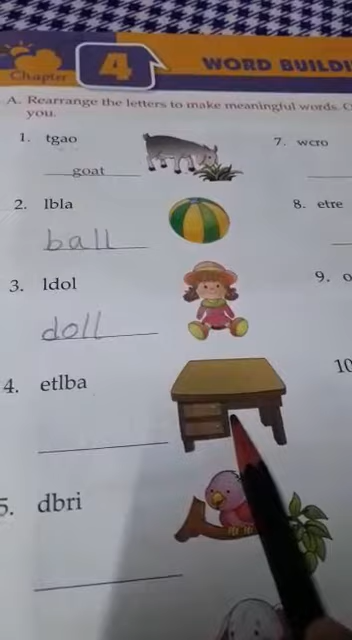 Chapter 4 WORD BUILDI
A. Rearrange the letters to make meaningful words.
you.
1. tgao
goat
2. lbla
ball
3. ldol
doll
4. etlba
5. dbri
7. wcro
8. etre
9. o
10